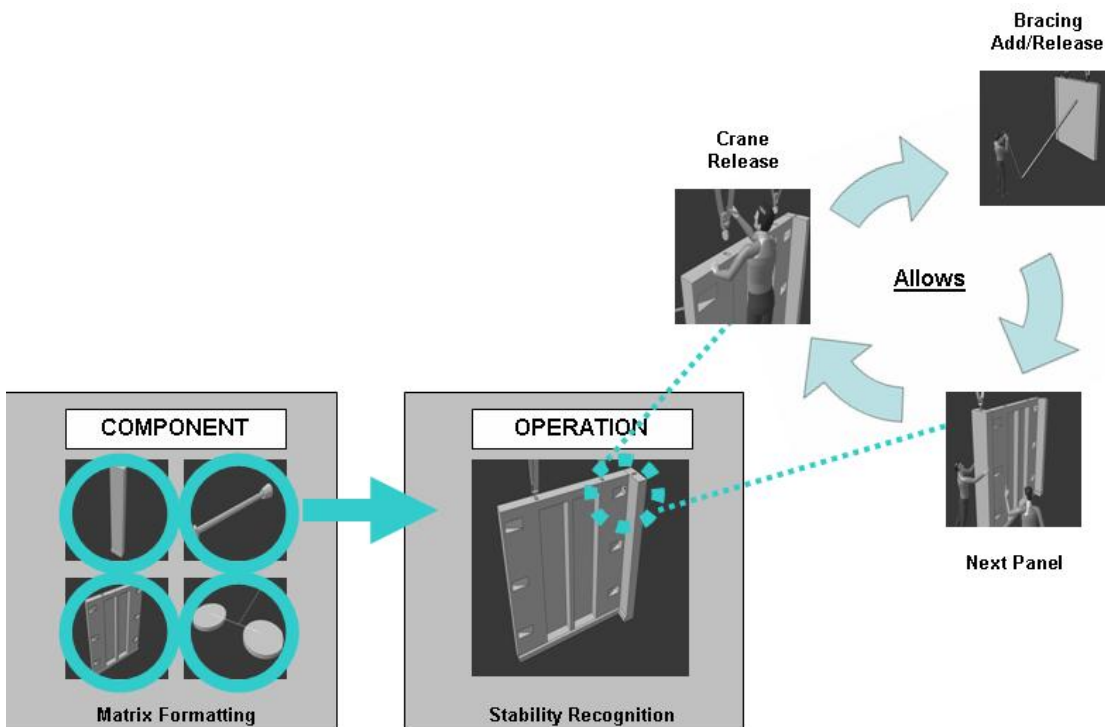 Bracing
Add/Release
Crane
Release
Allows
COMPONENT
OPERATION
Next Panel
Matrix Formatting
Stability Recognition